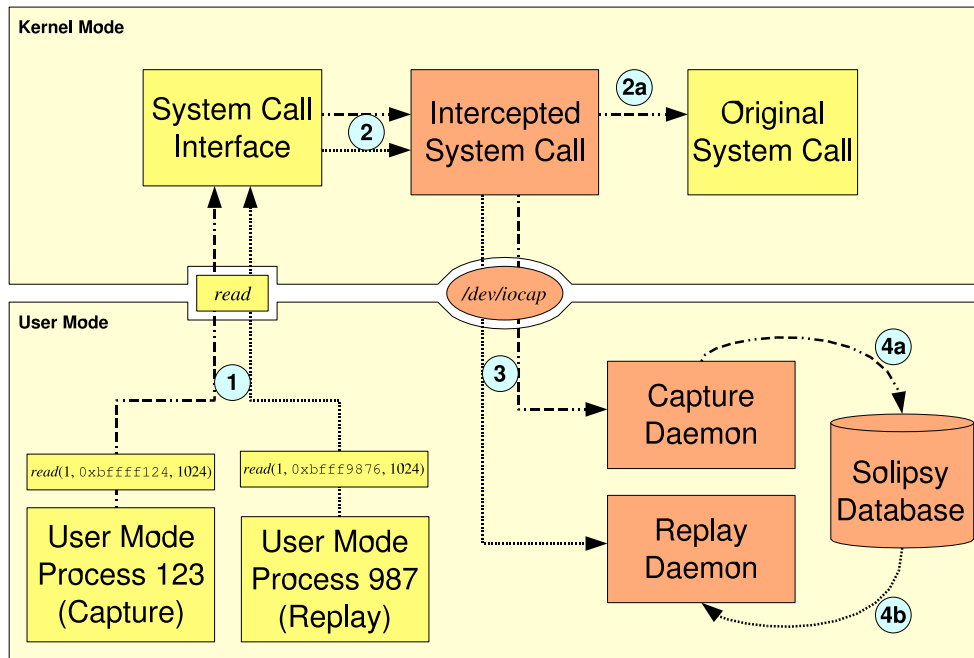 Kernel Mode
System Call
Interface
2
Intercepted
System Call
2a
Original
System Call
read
/dev/iocap
User Mode
1
3
4a
Capture
Daemon
Solipsy
Database
read(1, 0xbffff124, 1024)
read(1, 0xbfff9876, 1024)
User Mode
Process 123
(Capture)
User Mode
Process 987
(Replay)
Replay
Daemon
4b